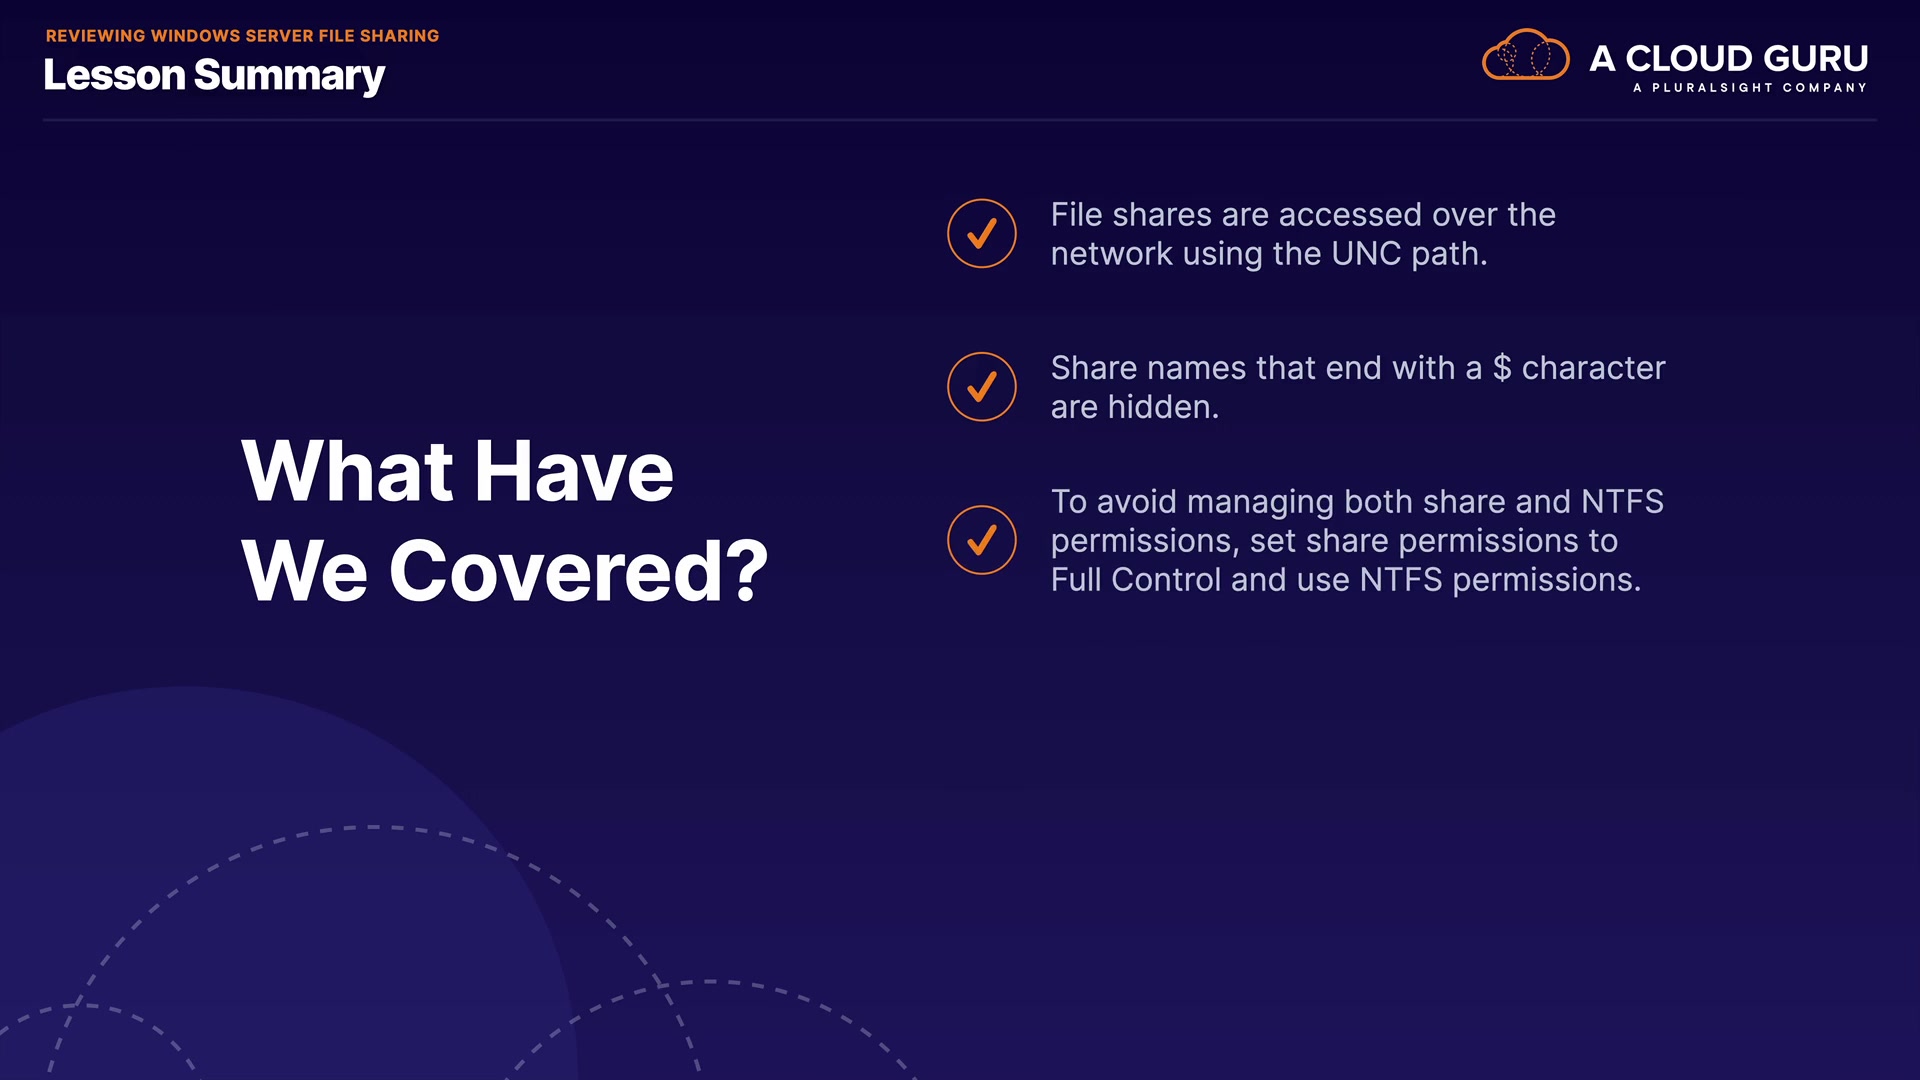 REVIEWING WINDOWS SERVER FILE SHARING
Lesson Summary
A CLOUD GURU
A PLURALSIGHT COMPANY
What Have
We Covered?
File shares are accessed over the
network using the UNC path.
Share names that end with a $ character
are hidden.
To avoid managing both share and NTFS
permissions, set share permissions to
Full Control and use NTFS permissions.